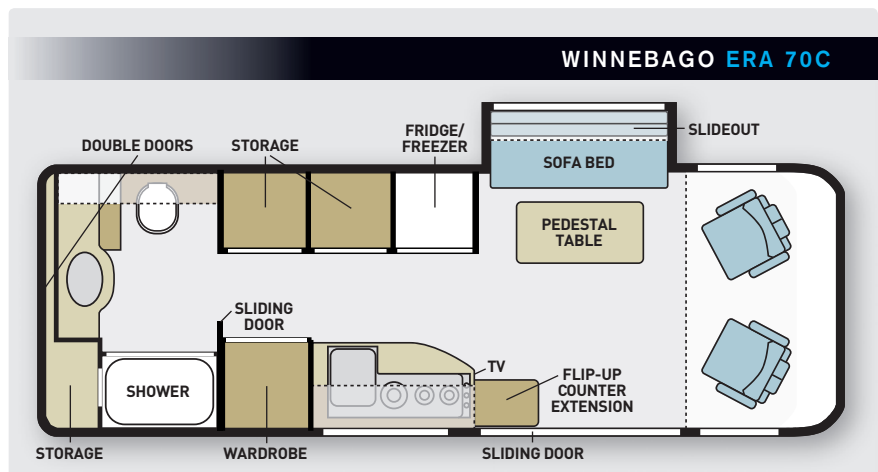 WINNEBAGO ERA 70C
DOUBLE DOORS
STORAGE
FRIDGE/
FREEZER
SLIDEOUT
SOFA BED
PEDESTAL
TABLE
SLIDING
DOOR
TV
FLIP-UP
COUNTER
EXTENSION
SHOWER
STORAGE
WARDROBE
SLIDING DOOR